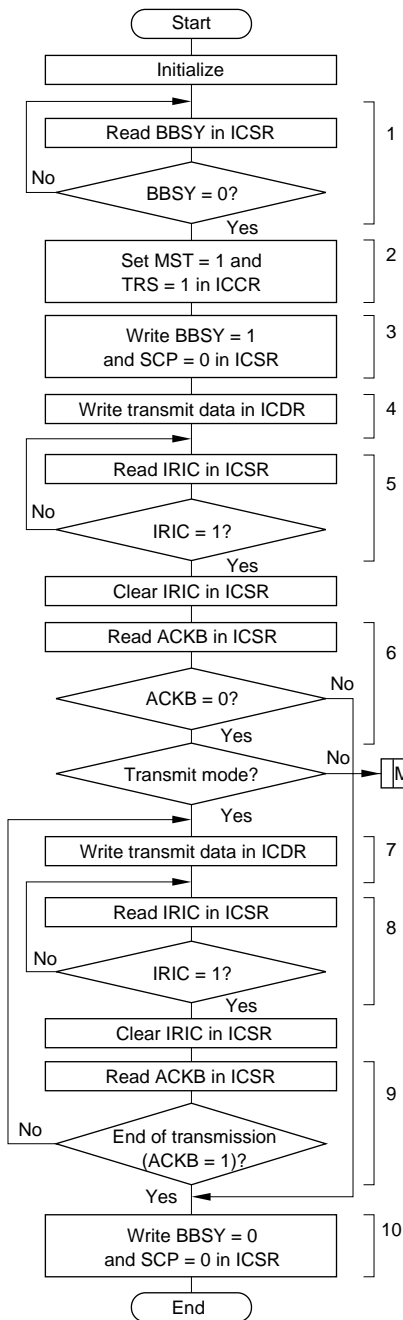 Start
Initialize
Read BBSY in ICSR
1
No
BBSY = 0?
Yes
Set MST = 1 and
TRS = 1 in ICCR
2
Write BBSY = 1
and SCP = 0 in ICSR
3
Write transmit data in ICDR
4
Read IRIC in ICSR
5
No
IRIC = 1?
Yes
Clear IRIC in ICSR
Read ACKB in ICSR
6
No
ACKB = 0?
Yes
No
Transmit mode?
Yes
Write transmit data in ICDR
7
Read IRIC in ICSR
8
No
IRIC = 1?
Yes
Clear IRIC in ICSR
Read ACKB in ICSR
9
No
End of transmission
(ACKB = 1)?
Yes
Write BBSY = 0
and SCP = 0 in ICSR
10
End